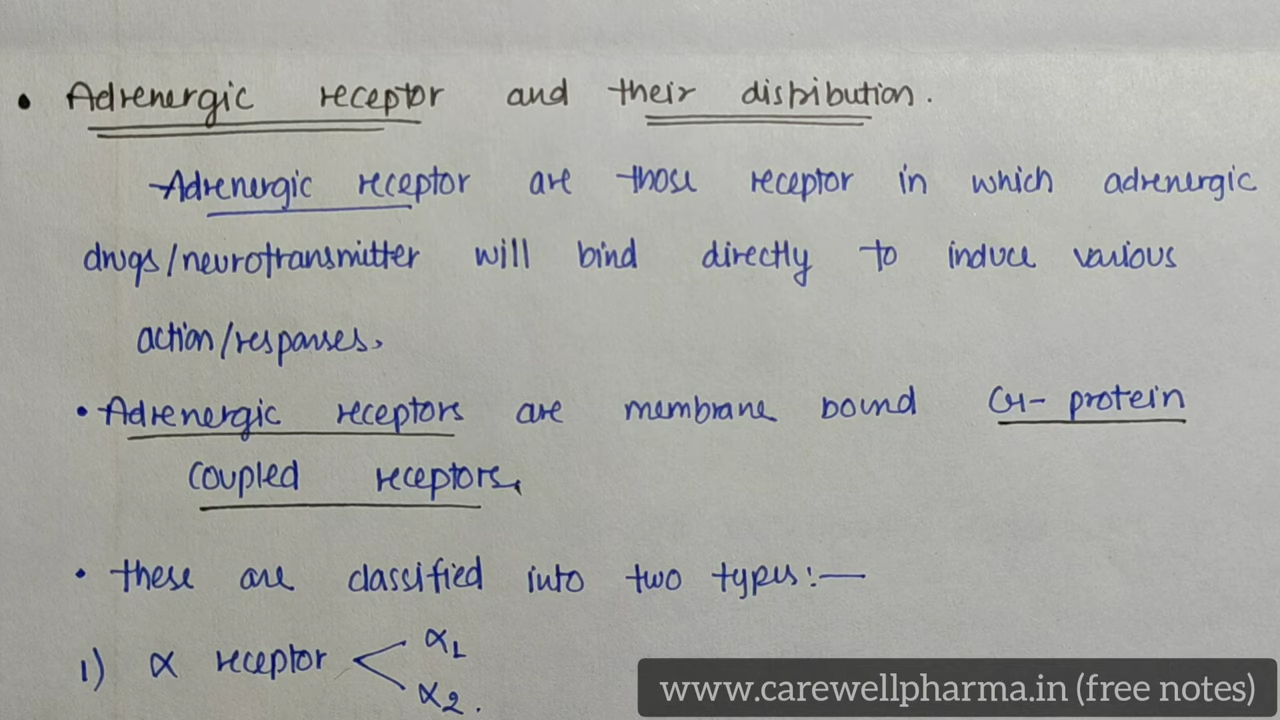 • Adrenergic receptor and their distribution.
Adrenergic receptor are those receptor in which adrenergic
drugs/neurotransmitter will bind directly to induce various
action/responses.
• Adrenergic receptors are membrane bound G-protein
coupled receptors.
• these are classified into two types:—
1) α receptor < α1
α2.
www.carewellpharma.in (free notes)